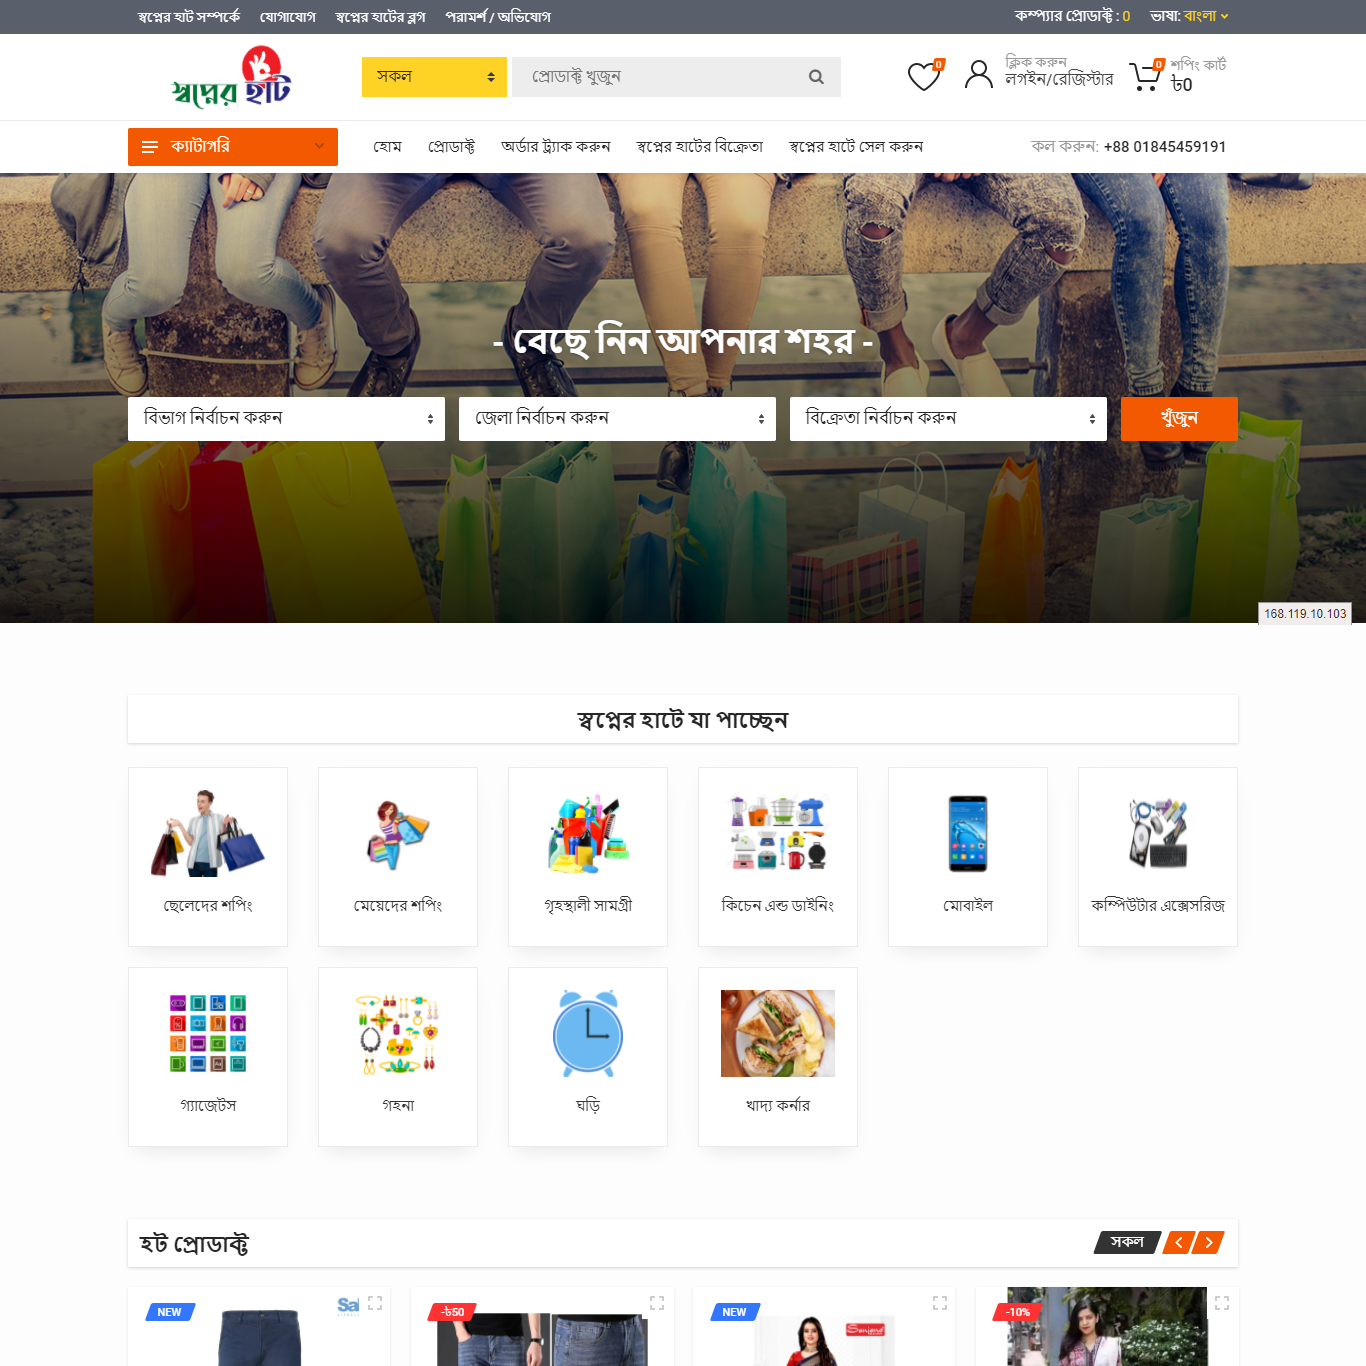 স্বপ্নের হাট সম্পর্কে যোগাযোগ স্বপ্নের হাটের ব্লগ পরামর্শ / অভিযোগ কম্প্যার প্রোডাক্ট : 0 ভাষা: বাংলা
স্বপ্নের হাট
সকল প্রোডাক্ট খুজুন
0 ক্লিক করুন
লগইন/রেজিস্টার
0 শপিং কার্ট
৳0
ক্যাটাগরি হোম প্রোডাক্ট অর্ডার ট্র্যাক করুন স্বপ্নের হাটের বিক্রেতা স্বপ্নের হাটে সেল করুন কল করুন: +88 01845459191
- বেছে নিন আপনার শহর -
বিভাগ নির্বাচন করুন জেলা নির্বাচন করুন বিক্রেতা নির্বাচন করুন খুঁজুন
168.119.10.103
স্বপ্নের হাটে যা পাচ্ছেন
ছেলেদের শপিং মেয়েদের শপিং গৃহস্থালী সামগ্রী কিচেন এন্ড ডাইনিং মোবাইল কম্পিউটার এক্সেসরিজ
গ্যাজেটস গহনা ঘড়ি খাদ্য কর্নার
হট প্রোডাক্ট সকল
NEW -৳50 NEW -10%